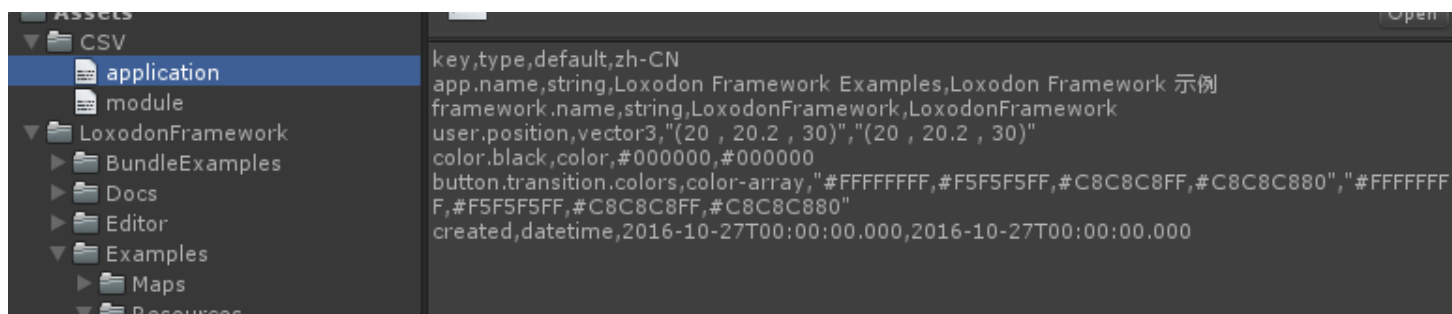 Assets
Open
CSV
application
module
LoxodonFramework
BundleExamples
Docs
Editor
Examples
Maps
Resources
key,type,default,zh-CN
app.name,string,Loxodon Framework Examples,Loxodon Framework 示例
framework.name,string,LoxodonFramework,LoxodonFramework
user.position,vector3,"(20 , 20.2 , 30)","(20 , 20.2 , 30)"
color.black,color,#000000,#000000
button.transition.colors,color-array,"#FFFFFFFF,#F5F5F5FF,#C8C8C8FF,#C8C8C880","#FFFFFFF
F,#F5F5F5FF,#C8C8C8FF,#C8C8C880"
created,datetime,2016-10-27T00:00:00.000,2016-10-27T00:00:00.000